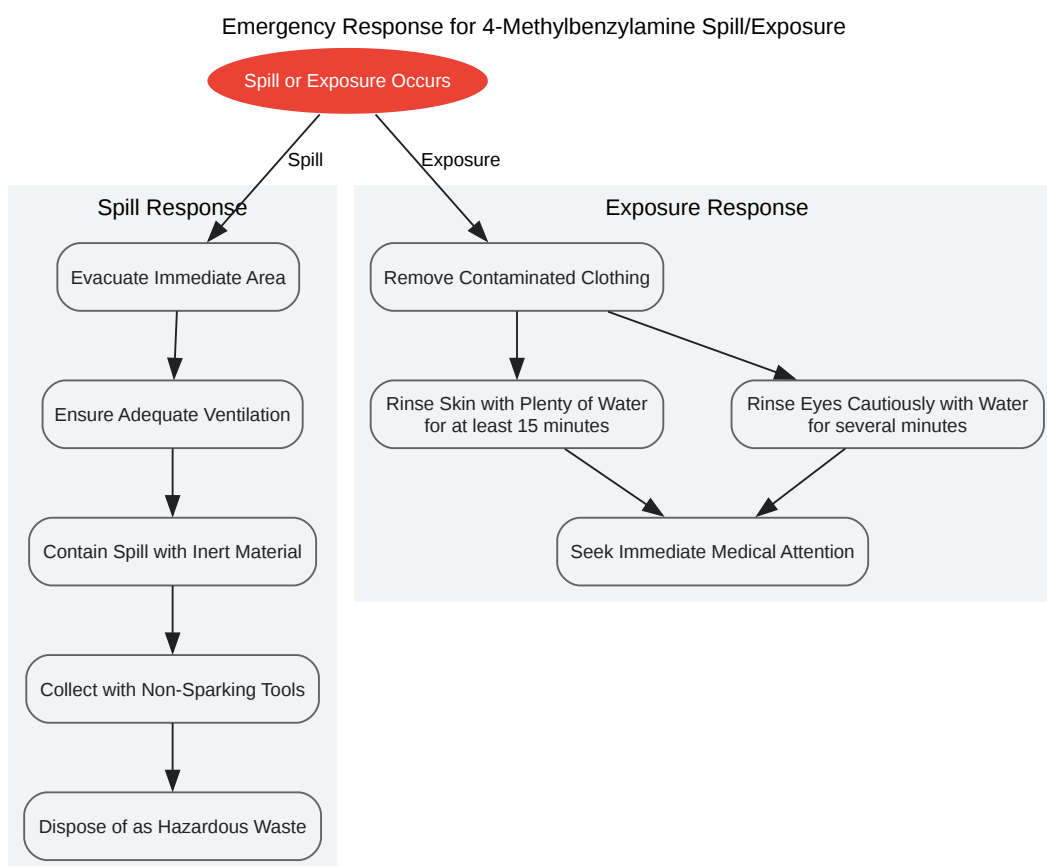 Emergency Response for 4-Methylbenzylamine Spill/Exposure
Spill or Exposure Occurs
Spill
Exposure
Spill Response
Evacuate Immediate Area
Ensure Adequate Ventilation
Contain Spill with Inert Material
Collect with Non-Sparking Tools
Dispose of as Hazardous Waste
Exposure Response
Remove Contaminated Clothing
Rinse Skin with Plenty of Water
for at least 15 minutes
Rinse Eyes Cautiously with Water
for several minutes
Seek Immediate Medical Attention